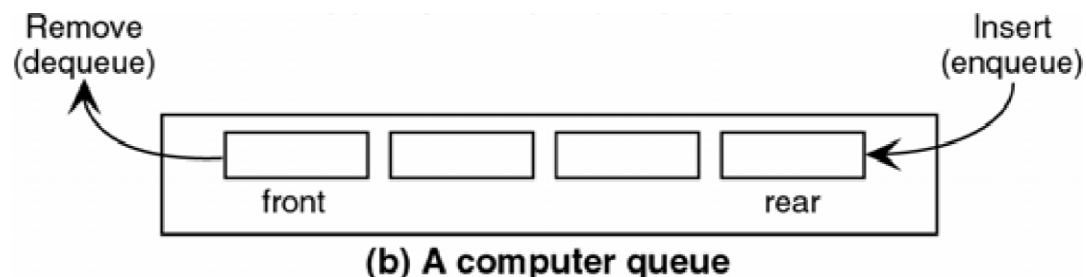 Remove
(dequeue)
Insert
(enqueue)
front
rear
(b) A computer queue